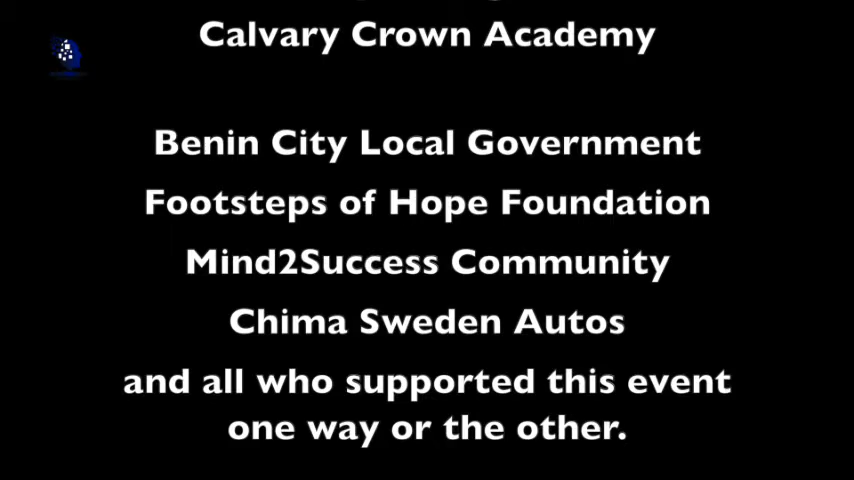 Calvary Crown Academy
Benin City Local Government
Footsteps of Hope Foundation
Mind2Success Community
Chima Sweden Autos
and all who supported this event
one way or the other.